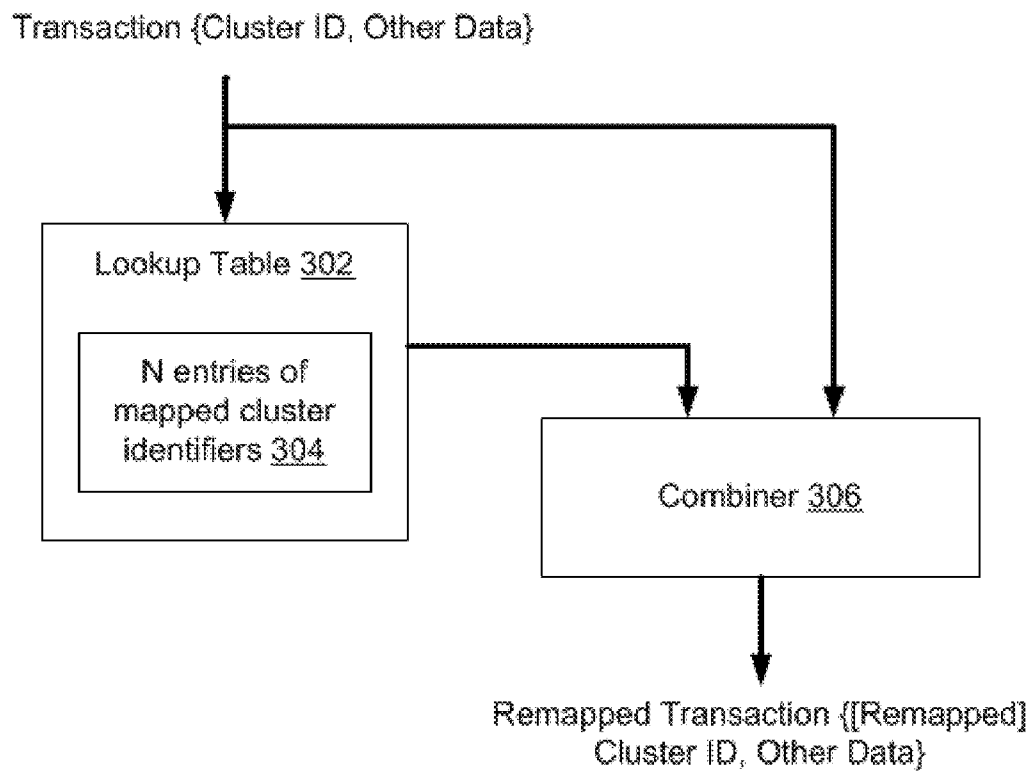 Transaction {Cluster ID, Other Data}
Lookup Table 302
N entries of
mapped cluster
identifiers 304
Combiner 306
Remapped Transaction {[Remapped]
Cluster ID, Other Data}